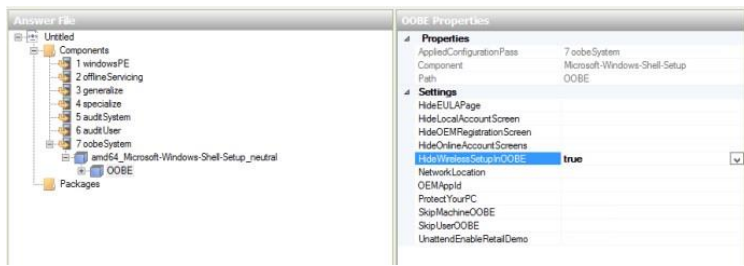 Answer File
Untitled
Components
1 windowsPE
2 offlineServicing
3 generalize
4 specialize
5 auditSystem
6 auditUser
7 oobeSystem
amd64_Microsoft-Windows-Shell-Setup_neutral
OOBE
Packages
OOBE Properties
Properties
AppliedConfigurationPass 7 oobeSystem
Component Microsoft-Windows-Shell-Setup
Path OOBE
Settings
HideEULAPage
HideLocalAccountScreen
HideOEMRegistrationScreen
HideOnlineAccountScreens
HideWirelessSetupInOOBE true
NetworkLocation
OEMAppId
ProtectYourPC
SkipMachineOOBE
SkipUserOOBE
UnattendEnableRetailDemo